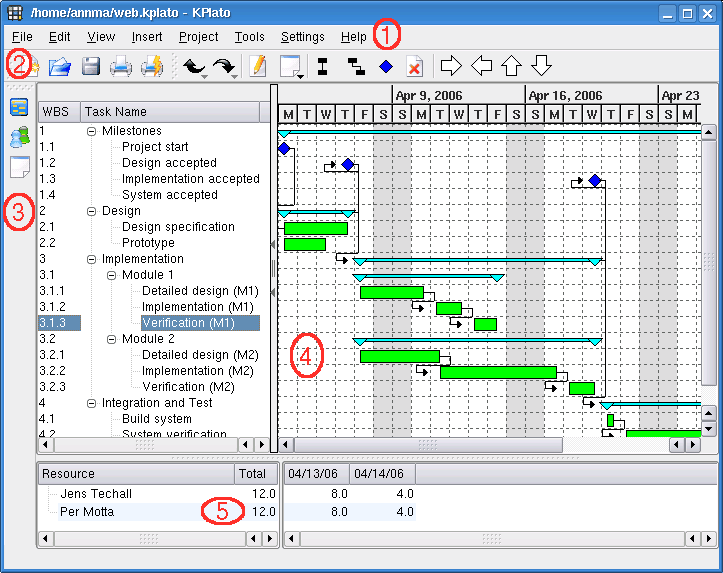 /home/annma/web.kplato - KPlato
File Edit View Insert Project Tools Settings Help 1
2
3
WBS Task Name
1 Milestones
1.1 Project start
1.2 Design accepted
1.3 Implementation accepted
1.4 System accepted
2 Design
2.1 Design specification
2.2 Prototype
3 Implementation
3.1 Module 1
3.1.1 Detailed design (M1)
3.1.2 Implementation (M1)
3.1.3 Verification (M1)
3.2 Module 2
3.2.1 Detailed design (M2)
3.2.2 Implementation (M2)
3.2.3 Verification (M2)
4 Integration and Test
4.1 Build system
4.2 System verification
Apr 9, 2006 Apr 16, 2006 Apr 23
M T W T F S S M T W T F S S M T W T F S S M
4
Resource Total
Jens Techall 12.0
Per Motta 5 12.0
04/13/06 04/14/06
8.0 4.0
8.0 4.0